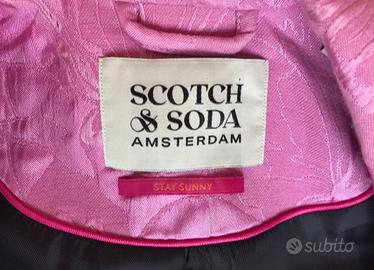 SCOTCH
& SODA
AMSTERDAM
STAY SUNNY
subito